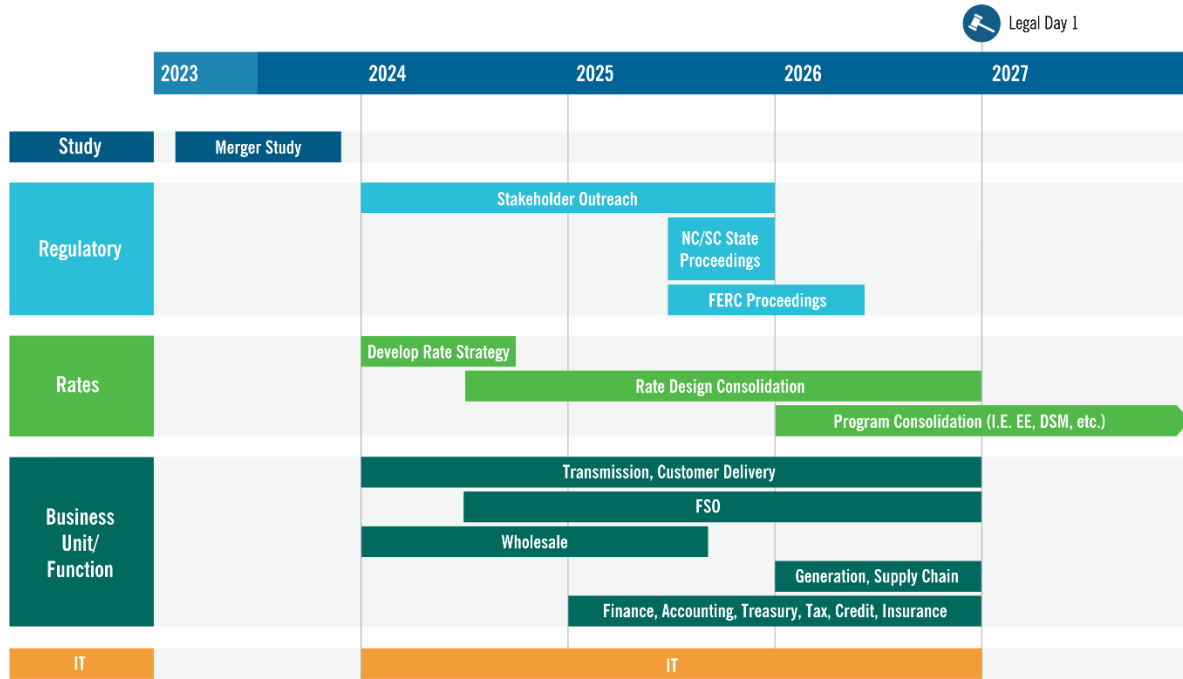 Legal Day 1
2023 2024 2025 2026 2027
Study
Merger Study
Regulatory
Stakeholder Outreach
NC/SC State
Proceedings
FERC Proceedings
Rates
Develop Rate Strategy
Rate Design Consolidation
Program Consolidation (I.E. EE, DSM, etc.)
Business
Unit/
Function
Transmission, Customer Delivery
FSO
Wholesale
Generation, Supply Chain
Finance, Accounting, Treasury, Tax, Credit, Insurance
IT
IT